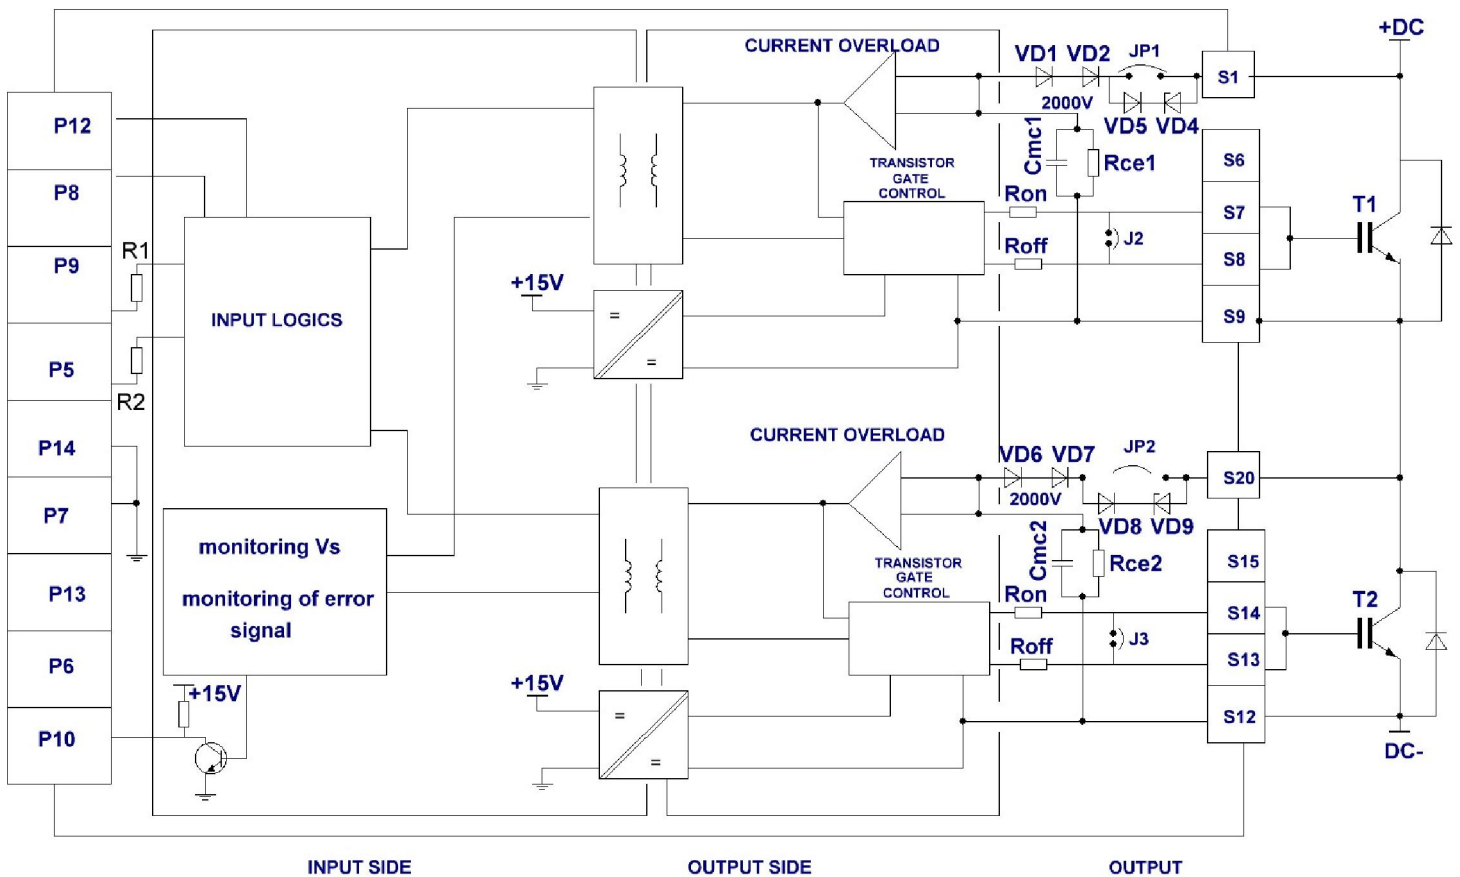 +DC
CURRENT OVERLOAD
VD1 VD2 JP1
S1
2000V
VD5 VD4
P12
Cmc1
Rce1
S6
TRANSISTOR
GATE
CONTROL
P8
Ron
S7
T1
R1
Roff
J2
S8
P9
+15V
INPUT LOGICS
=
=
S9
P5
R2
CURRENT OVERLOAD
P14
VD6 VD7
JP2
S20
2000V
VD8 VD9
P7
monitoring Vs
Cmc2
Rce2
S15
TRANSISTOR
GATE
CONTROL
P13
monitoring of error
signal
Ron
S14
T2
Roff
J3
S13
P6
+15V
+15V
=
=
S12
P10
DC-
INPUT SIDE
OUTPUT SIDE
OUTPUT